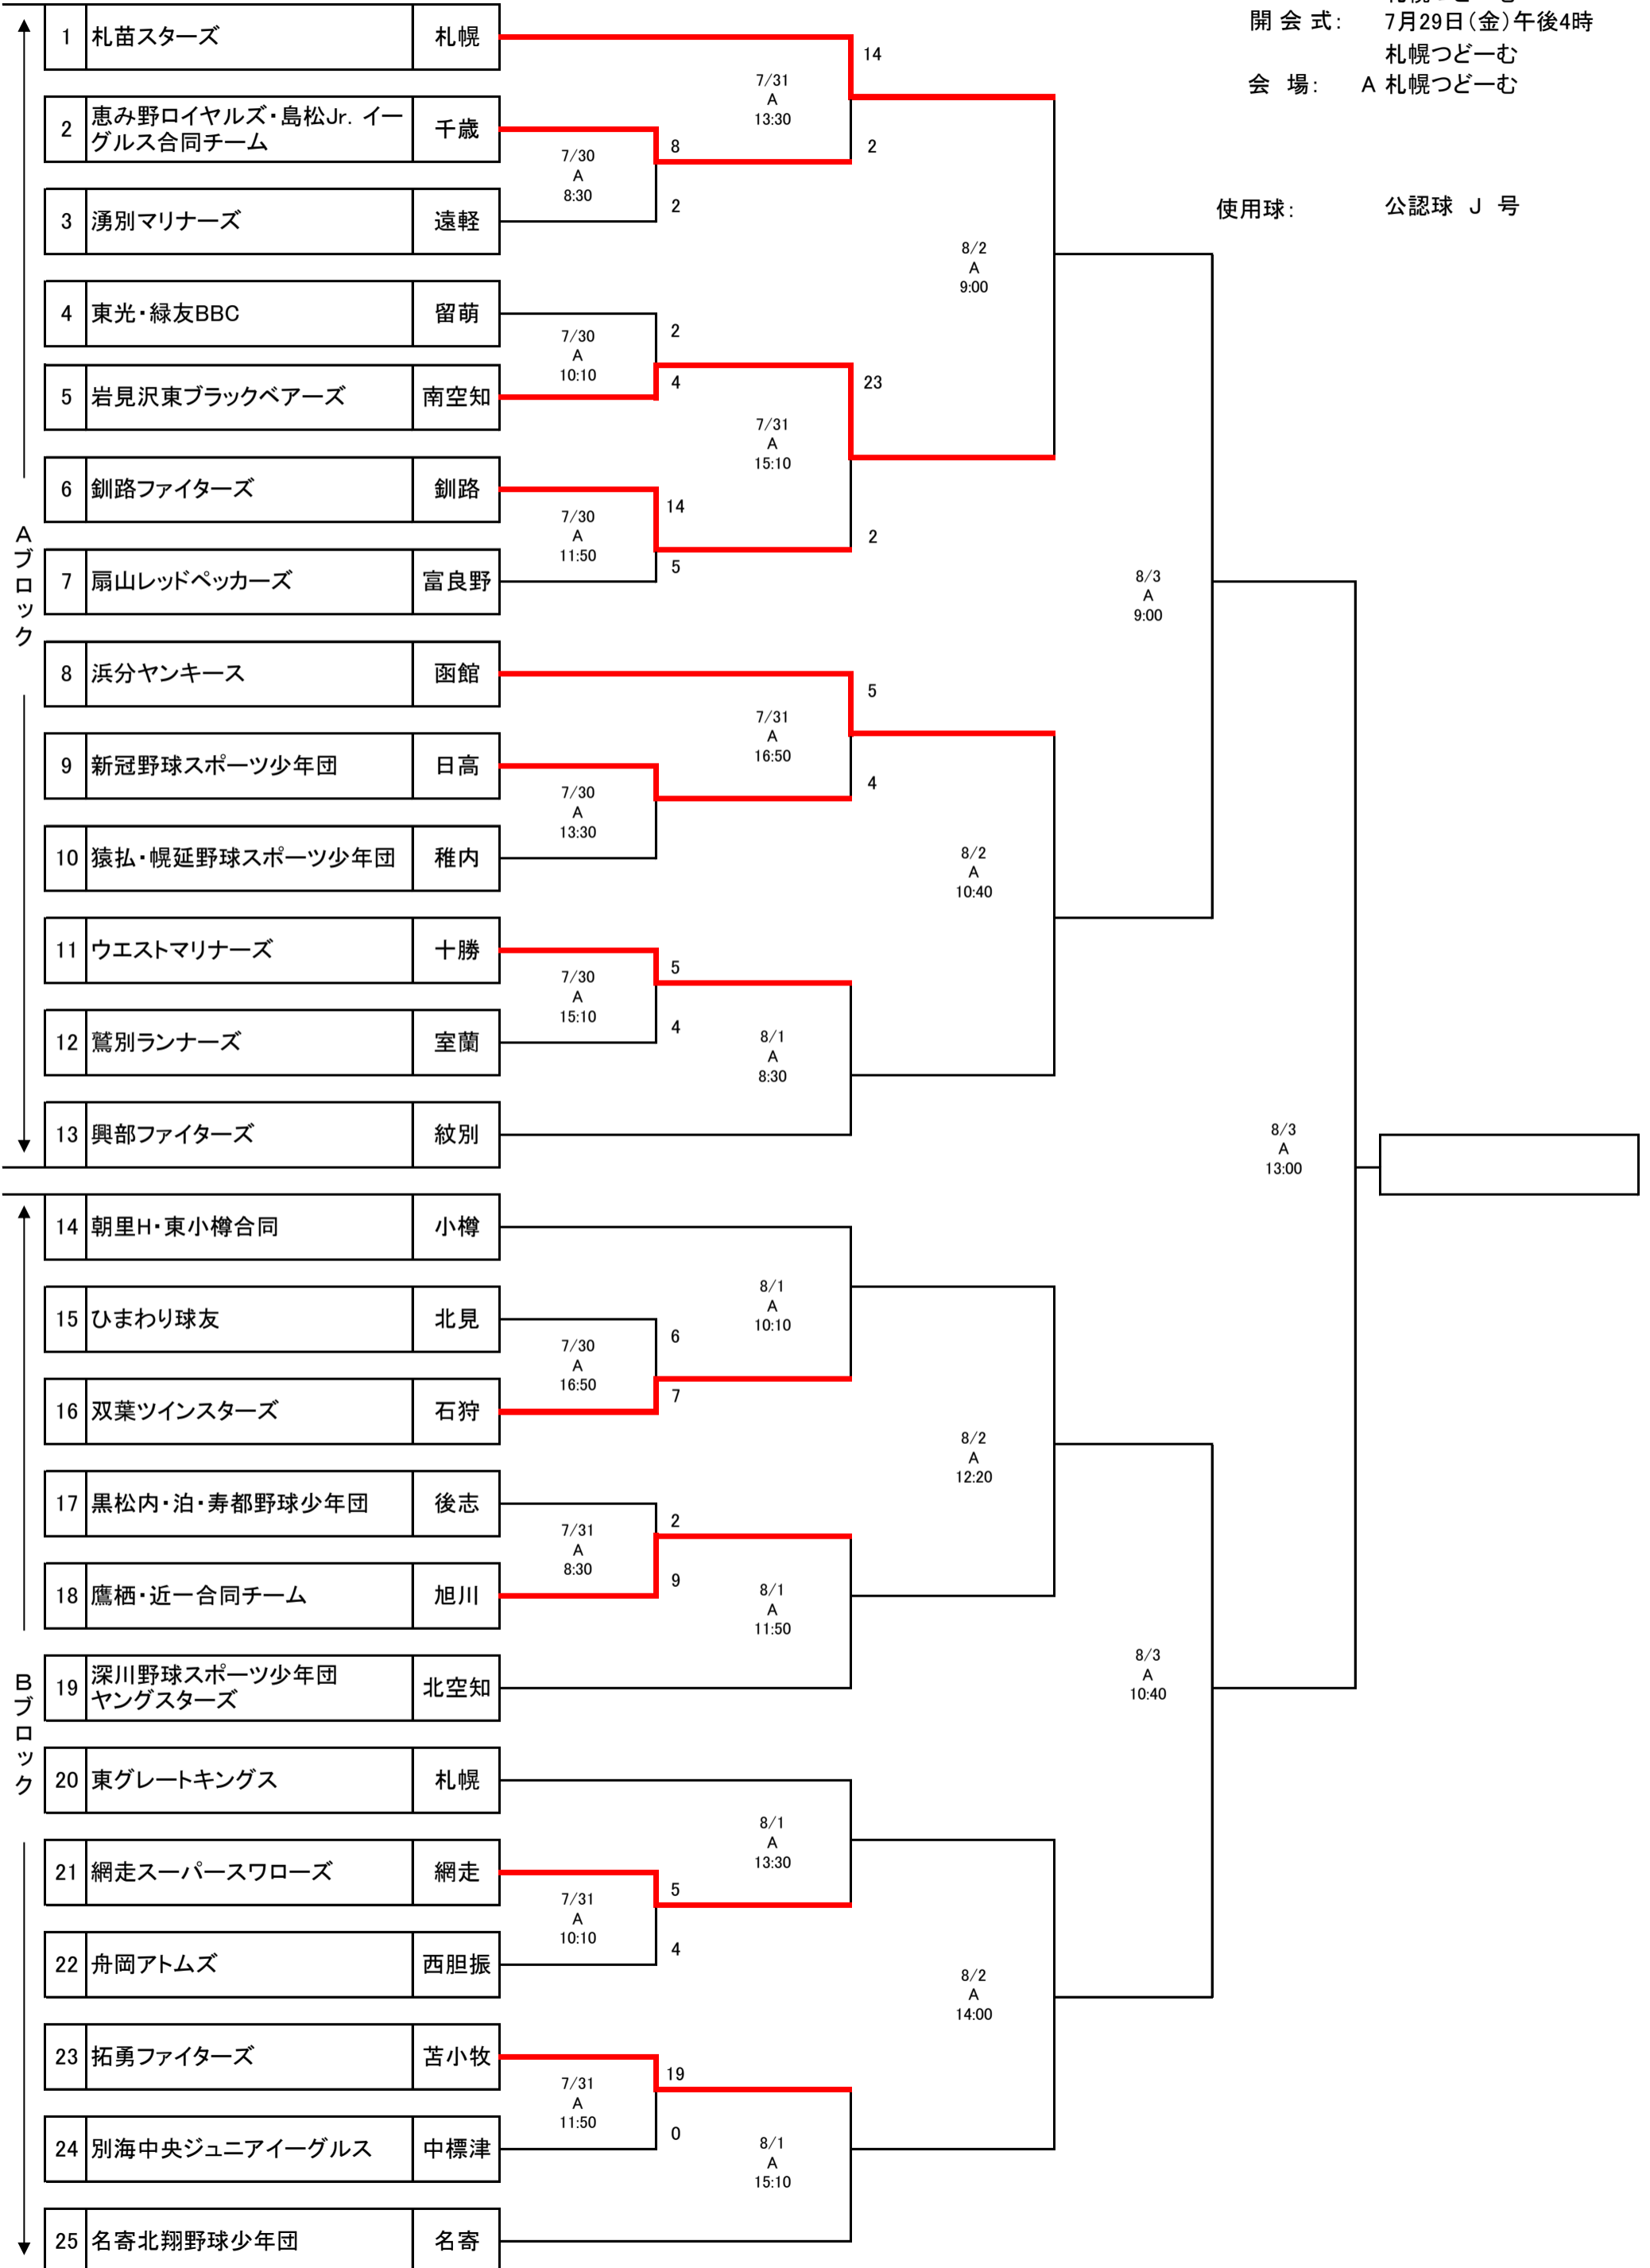 開 会 式： 7月29日（金）午後4時
札幌つどーむ
会 場： A 札幌つどーむ
使用球： 公認球 J 号
Aブロック
1 札苗スターズ 札幌
2 恵み野ロイヤルズ・島松Jr. イー
グルス合同チーム 千歳
3 湧別マリナーズ 遠軽
4 東光・緑友BBC 留萌
5 岩見沢東ブラックベアーズ 南空知
6 釧路ファイターズ 釧路
7 扇山レッドペッカーズ 富良野
8 浜分ヤンキース 函館
9 新冠野球スポーツ少年団 日高
10 猿払・幌延野球スポーツ少年団 稚内
11 ウエストマリナーズ 十勝
12 鷲別ランナーズ 室蘭
13 興部ファイターズ 紋別
Bブロック
14 朝里H・東小樽合同 小樽
15 ひまわり球友 北見
16 双葉ツインスターズ 石狩
17 黒松内・泊・寿都野球少年団 後志
18 鷹栖・近一合同チーム 旭川
19 深川野球スポーツ少年団
ヤングスターズ 北空知
20 東グレートキングス 札幌
21 網走スーパースワローズ 網走
22 舟岡アトムズ 西胆振
23 拓勇ファイターズ 苫小牧
24 別海中央ジュニアイーグルス 中標津
25 名寄北翔野球少年団 名寄
7/30
A
8:30
8
2
7/30
A
10:10
2
4
7/30
A
11:50
14
5
7/30
A
13:30
7/30
A
15:10
5
4
7/30
A
16:50
6
7
7/31
A
8:30
2
9
7/31
A
10:10
5
4
7/31
A
11:50
19
0
7/31
A
13:30
14
2
7/31
A
15:10
23
2
7/31
A
16:50
5
4
8/1
A
8:30
8/1
A
10:10
8/1
A
11:50
8/1
A
13:30
8/1
A
15:10
8/2
A
9:00
8/2
A
10:40
8/2
A
12:20
8/2
A
14:00
8/3
A
9:00
8/3
A
10:40
8/3
A
13:00